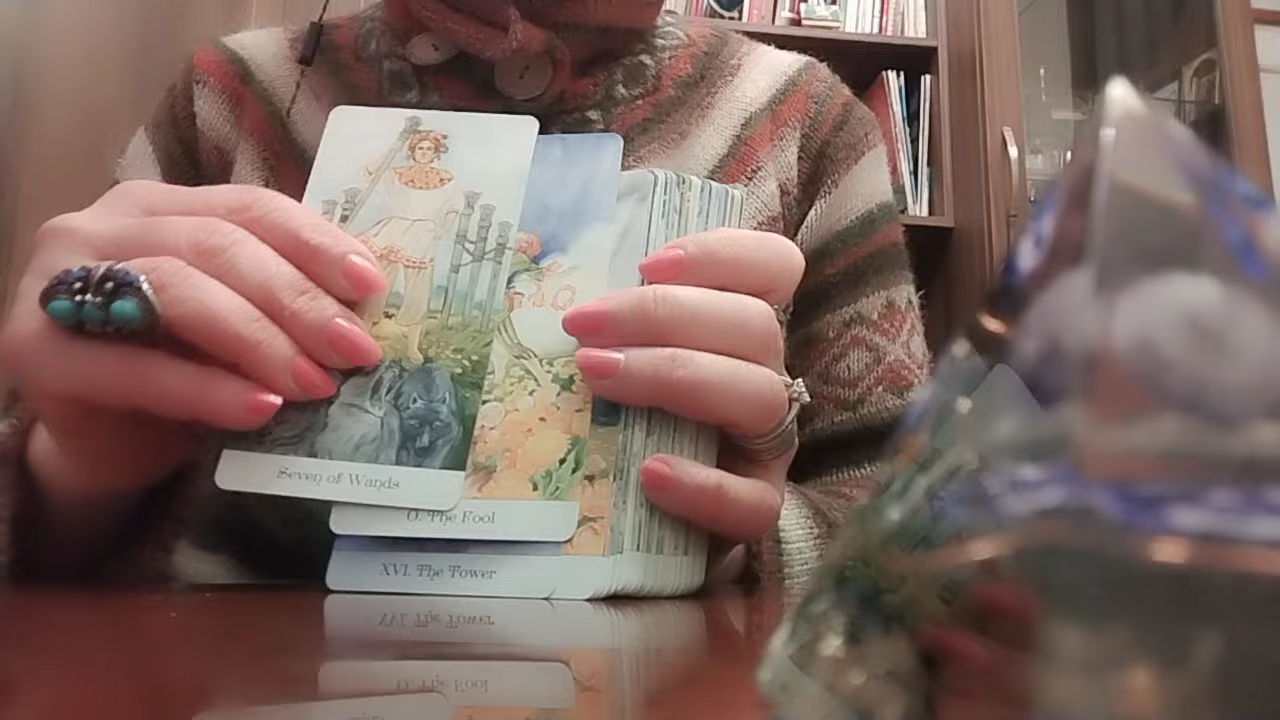 Seven of Wands
0. The Fool
XVI. The Tower